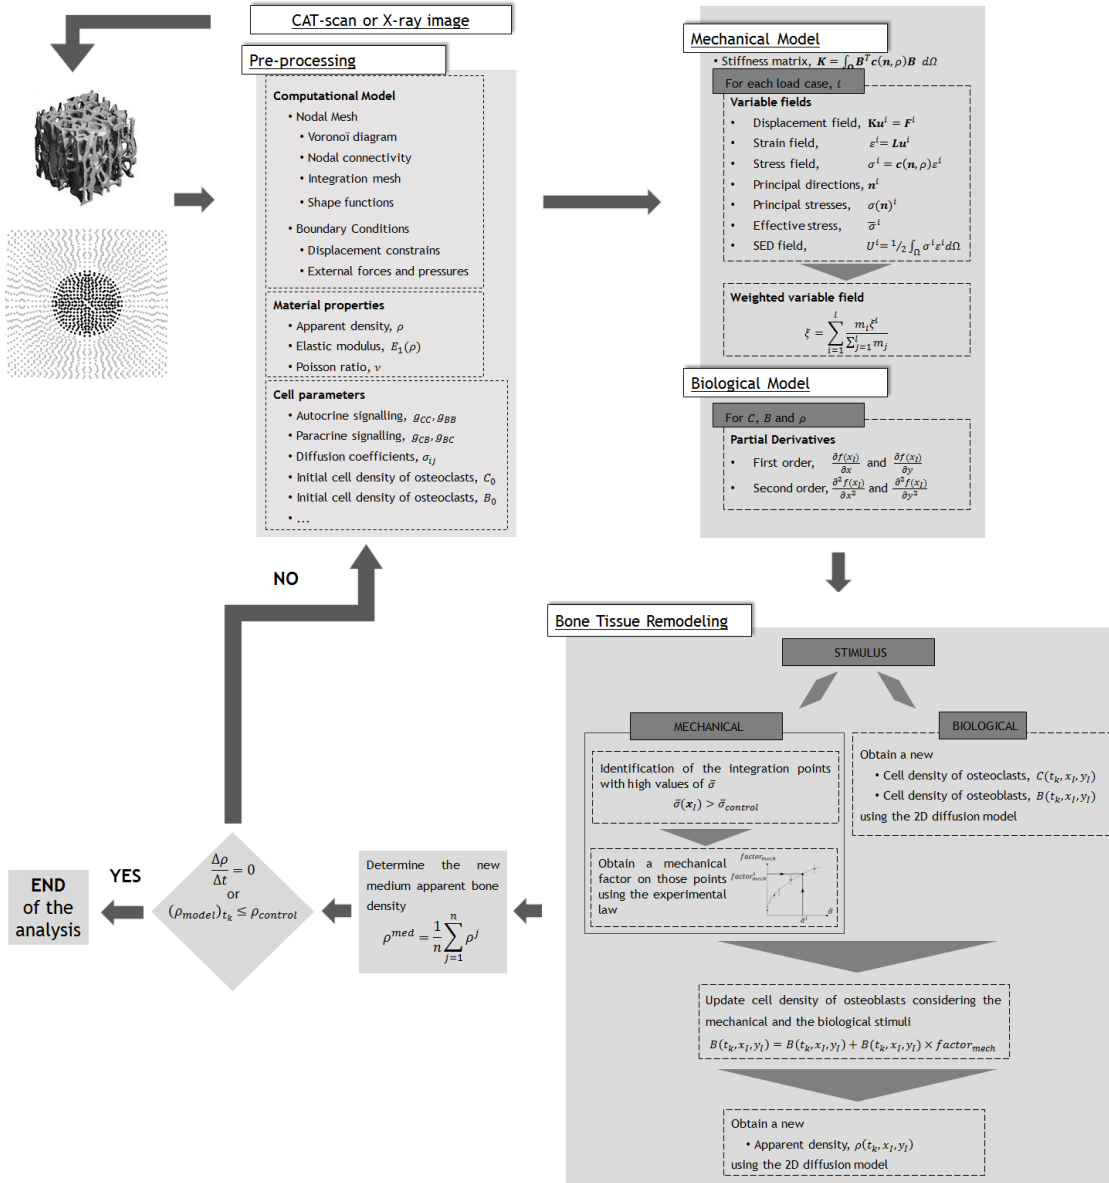 CAT-scan or X-ray image
Pre-processing
Computational Model
• Nodal Mesh
• Voronoï diagram
• Nodal connectivity
• Integration mesh
• Shape functions
• Boundary Conditions
• Displacement constrains
• External forces and pressures
Material properties
• Apparent density, ρ
• Elastic modulus, E₁(ρ)
• Poisson ratio, ν
Cell parameters
• Autocrine signalling, g_CC, g_BB
• Paracrine signalling, g_CB, g_BC
• Diffusion coefficients, σ_ij
• Initial cell density of osteoclasts, C₀
• Initial cell density of osteoclasts, B₀
• ...
Mechanical Model
• Stiffness matrix, K = ∫_Ω B^T c(n, ρ)B dΩ
For each load case, i
Variable fields
• Displacement field, Ku^i = F^i
• Strain field, ε^i = Lu^i
• Stress field, σ^i = c(n, ρ)ε^i
• Principal directions, n^i
• Principal stresses, σ(n)^i
• Effective stress, σ̅^i
• SED field, U^i = 1/2 ∫_Ω σ^i ε^i dΩ
Weighted variable field
ξ = ∑_{i=1}^{l} m_i ξ^i / ∑_{j=1}^{l} m_j
Biological Model
For C, B and ρ
Partial Derivatives
• First order, ∂f(x_I)/∂x and ∂f(x_I)/∂y
• Second order, ∂²f(x_I)/∂x² and ∂²f(x_I)/∂y²
Bone Tissue Remodeling
STIMULUS
MECHANICAL
Identification of the integration points
with high values of σ̅
σ̅(x_I) > σ̅_control
Obtain a mechanical
factor on those points
using the experimental
law
factor_mech
factor^i_mech
σ̅^i
σ̅
BIOLOGICAL
Obtain a new
• Cell density of osteoclasts, C(t_k, x_I, y_I)
• Cell density of osteoblasts, B(t_k, x_I, y_I)
using the 2D diffusion model
Update cell density of osteoblasts considering the
mechanical and the biological stimuli
B(t_k, x_I, y_I) = B(t_k, x_I, y_I) + B(t_k, x_I, y_I) × factor_mech
Obtain a new
• Apparent density, ρ(t_k, x_I, y_I)
using the 2D diffusion model
Determine the new
medium apparent bone
density
ρ^med = 1/n ∑_{j=1}^{n} ρ^j
Δρ/Δt = 0
or
(ρ_model)_{t_k} ≤ ρ_control
NO
YES
END
of the
analysis